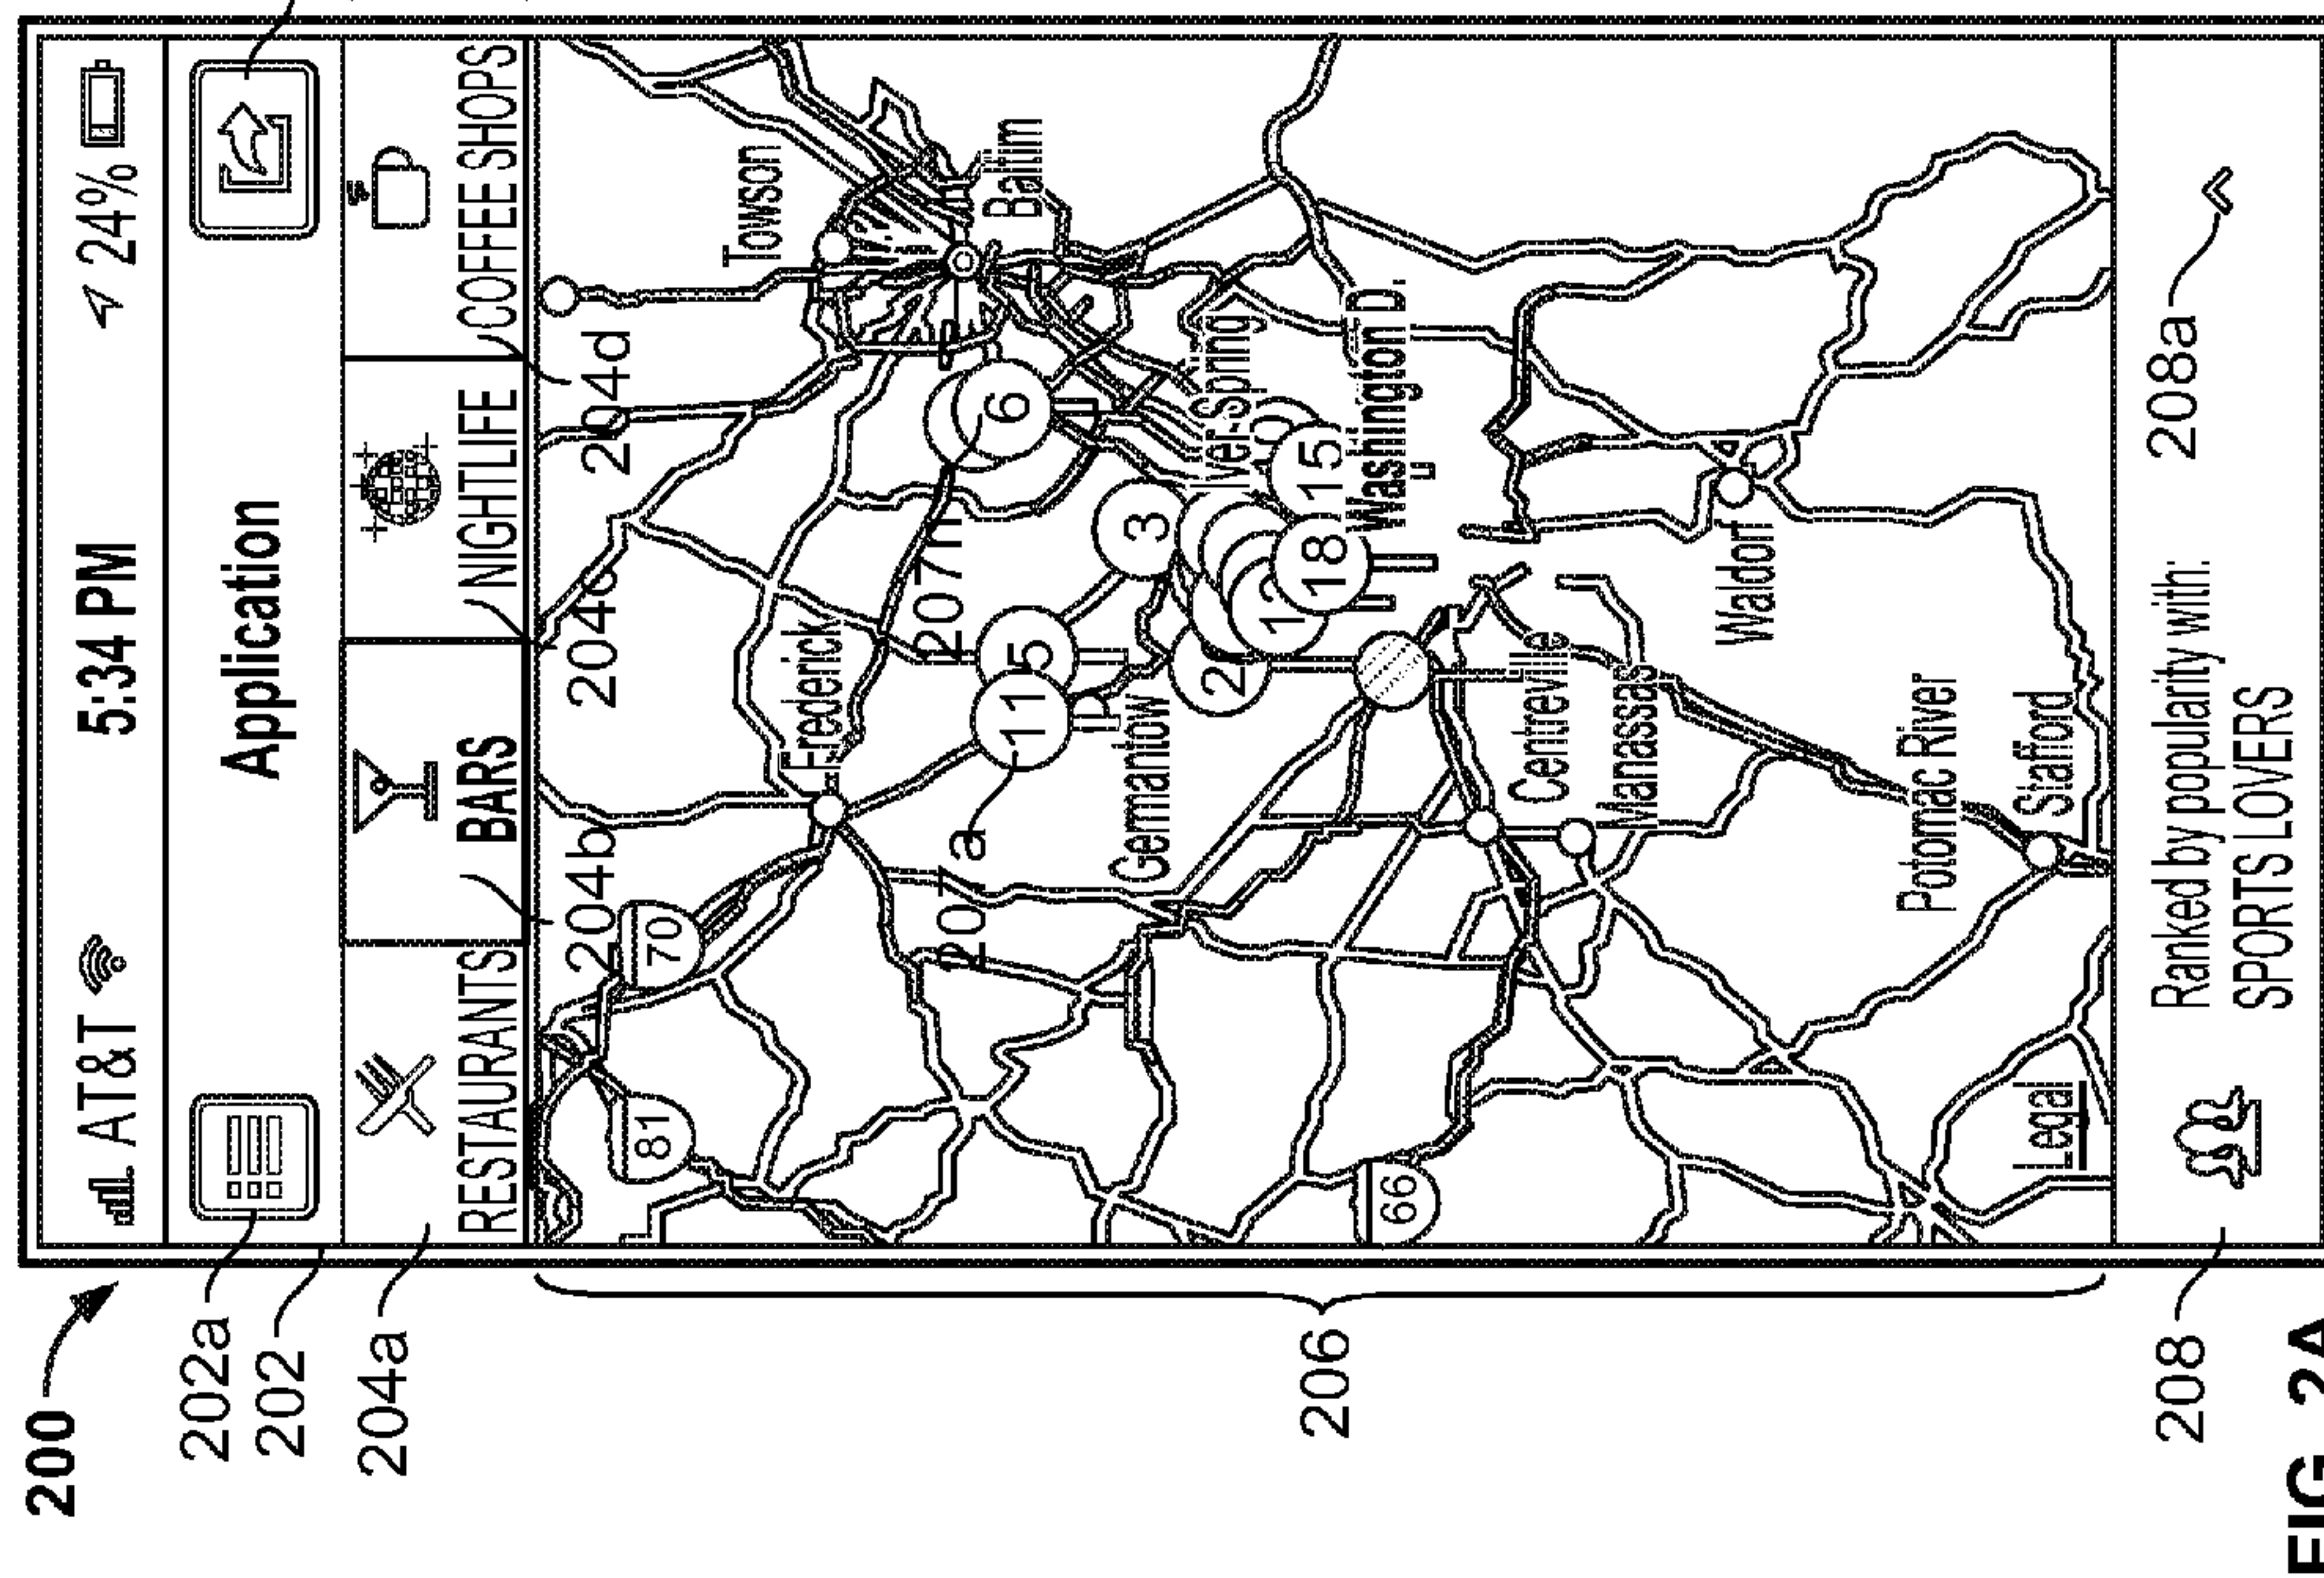 200
AT&T 5:34 PM 24%
202a
Application
202
204a
RESTAURANTS BARS NIGHTLIFE COFFEE SHOPS
204b 204c 204d
70
81
Towson
Frederick
207n
Baltim
6
207a
11 5
3
Germantow
2
12
18
15
Washington D.
206
66
Centreville
Manassas
Waldorf
Potomac River
Stafford
Legal
208
Ranked by popularity with:
SPORTS LOVERS
208a
FIG. 2A